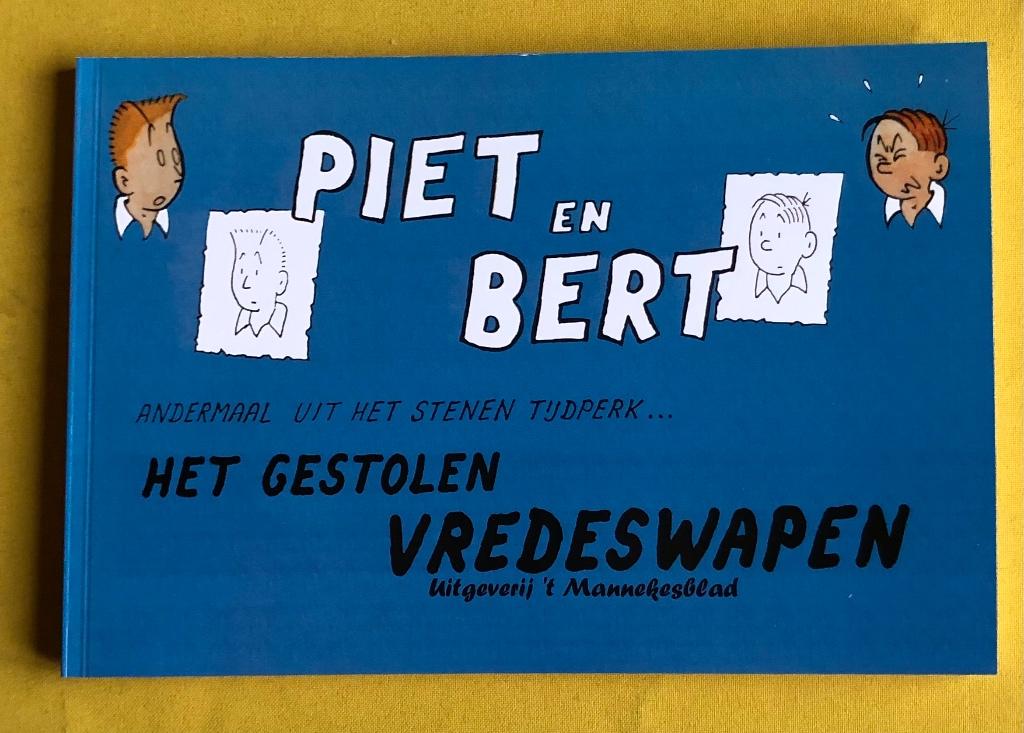 PIET
EN
BERT
ANDERMAAL UIT HET STENEN TIJDPERK...
HET GESTOLEN
VREDESWAPEN
Uitgeverij 't Mannekesblad